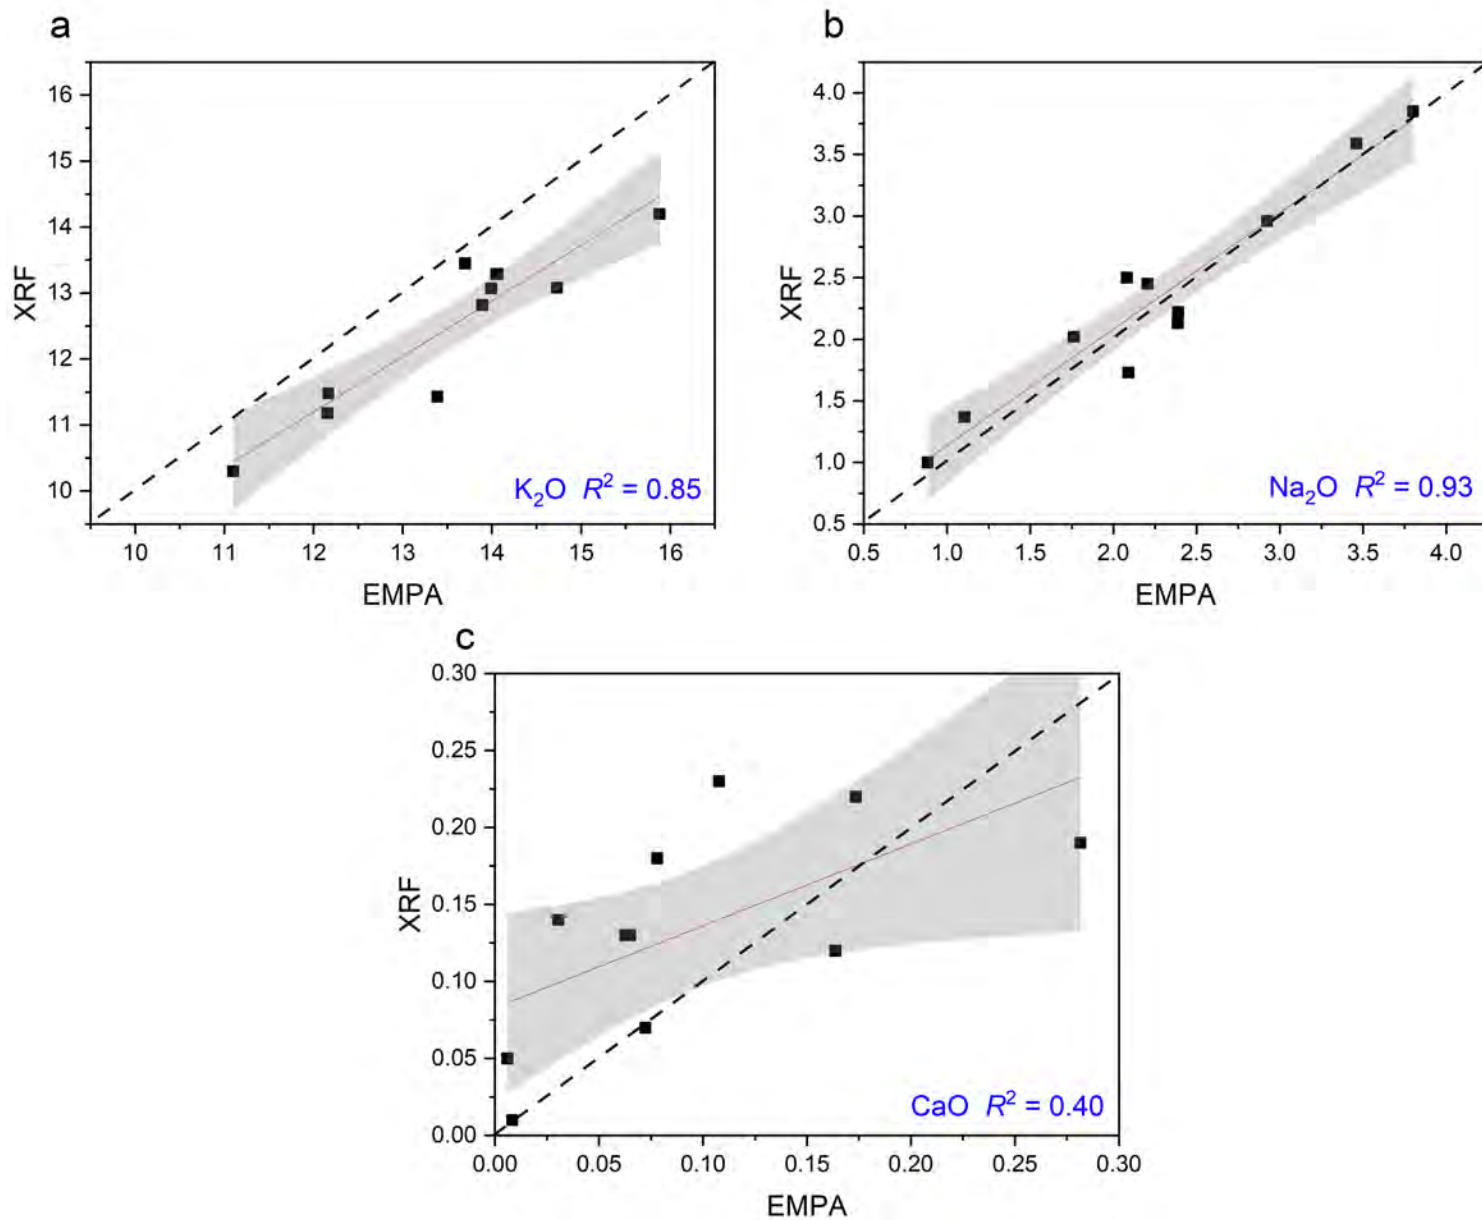 a
16
15
14
13
12
11
10
XRF
10 11 12 13 14 15 16
EMPA
K₂O R² = 0.85
b
4.0
3.5
3.0
2.5
2.0
1.5
1.0
0.5
XRF
0.5 1.0 1.5 2.0 2.5 3.0 3.5 4.0
EMPA
Na₂O R² = 0.93
c
0.30
0.25
0.20
0.15
0.10
0.05
0.00
XRF
0.00 0.05 0.10 0.15 0.20 0.25 0.30
EMPA
CaO R² = 0.40